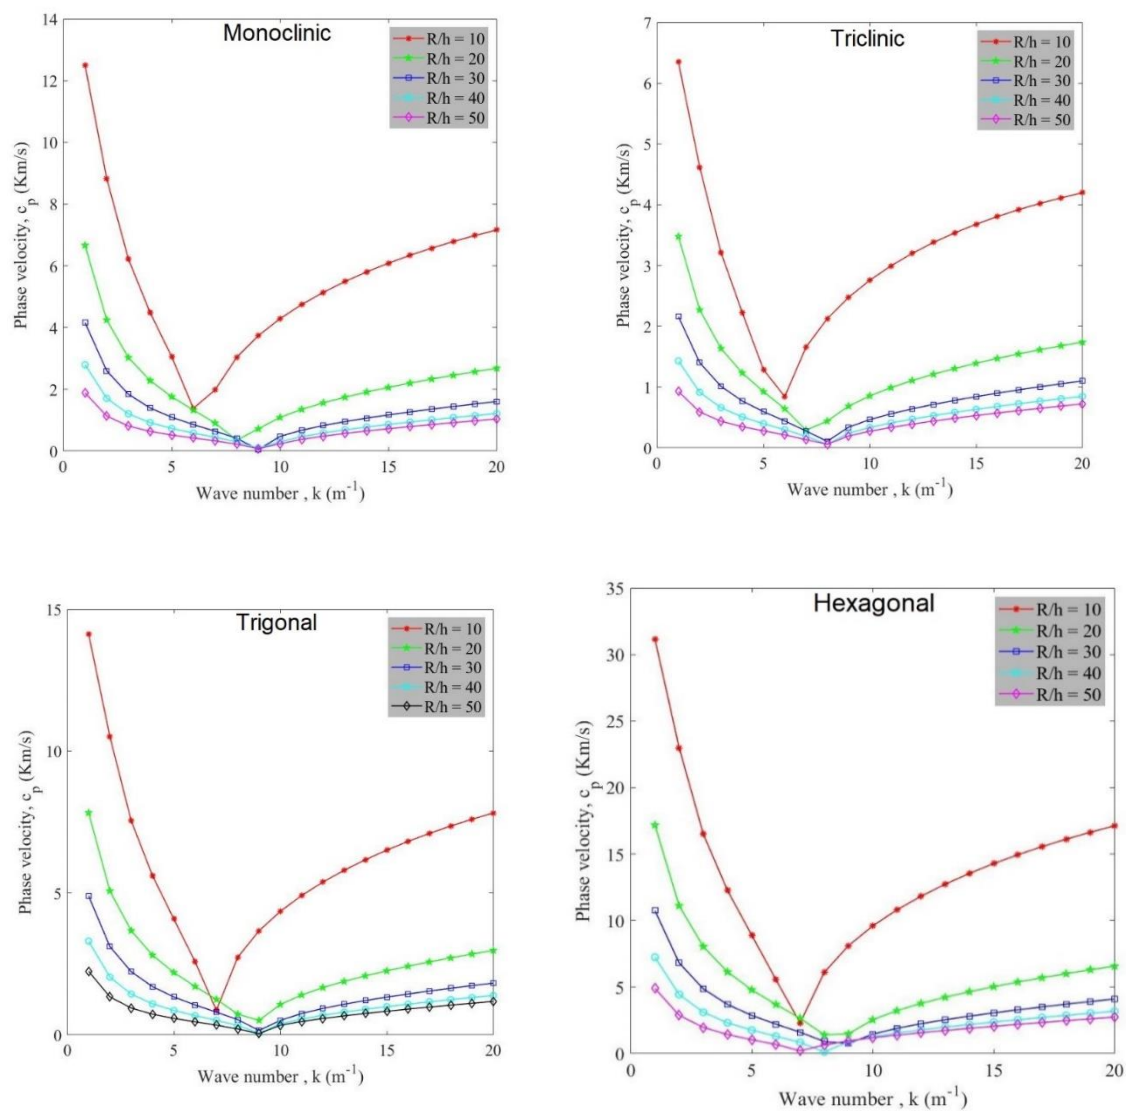 Monoclinic
R/h = 10
R/h = 20
R/h = 30
R/h = 40
R/h = 50
14
12
10
8
6
4
2
0
0
5
10
15
20
Phase velocity, c_p (Km/s)
Wave number , k (m⁻¹)
Triclinic
R/h = 10
R/h = 20
R/h = 30
R/h = 40
R/h = 50
7
6
5
4
3
2
1
0
0
5
10
15
20
Phase velocity, c_p (Km/s)
Wave number , k (m⁻¹)
Trigonal
R/h = 10
R/h = 20
R/h = 30
R/h = 40
R/h = 50
15
10
5
0
0
5
10
15
20
Phase velocity, c_p (Km/s)
Wave number , k (m⁻¹)
Hexagonal
R/h = 10
R/h = 20
R/h = 30
R/h = 40
R/h = 50
35
30
25
20
15
10
5
0
0
5
10
15
20
Phase velocity, c_p (Km/s)
Wave number , k (m⁻¹)